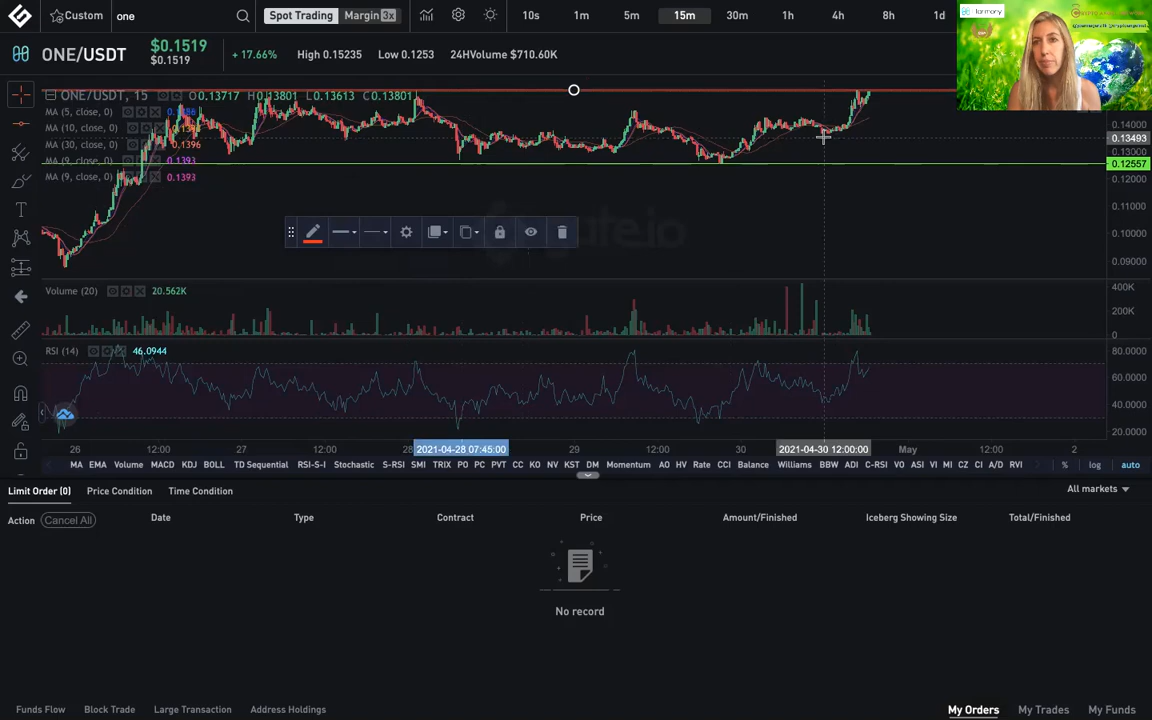 Custom one Spot Trading Margin 3x 10s 1m 5m 15m 30m 1h 4h 8h 1d
ONE/USDT $0.1519 $0.1519 + 17.66% High 0.15235 Low 0.1253 24HVolume $710.60K
Harmony
ONE/USDT, 15 O0.13717 H0.13801 L0.13613 C0.13801
MA (5, close, 0)
MA (10, close, 0)
MA (30, close, 0) 0.1396
MA (9, close, 0) 0.1393
MA (9, close, 0) 0.1393
0.14000
0.13493
0.13000
0.12557
0.12000
0.11000
0.10000
0.09000
ate.io
Volume (20) 20.562K
400K
200K
0
RSI (14) 46.0944
80.0000
60.0000
40.0000
20.0000
26 12:00 27 12:00 28 2021-04-28 07:45:00 29 12:00 30 2021-04-30 12:00:00 May 12:00 2
MA EMA Volume MACD KDJ BOLL TD Sequential RSI-S-I Stochastic S-RSI SMI TRIX PO PC PVT CC KO NV KST DM Momentum AO HV Rate CCI Balance Williams BBW ADI C-RSI VO ASI VI MI CZ CI A/D RVI % log auto
Limit Order (0) Price Condition Time Condition All markets
Action Cancel All Date Type Contract Price Amount/Finished Iceberg Showing Size Total/Finished
No record
Funds Flow Block Trade Large Transaction Address Holdings My Orders My Trades My Funds